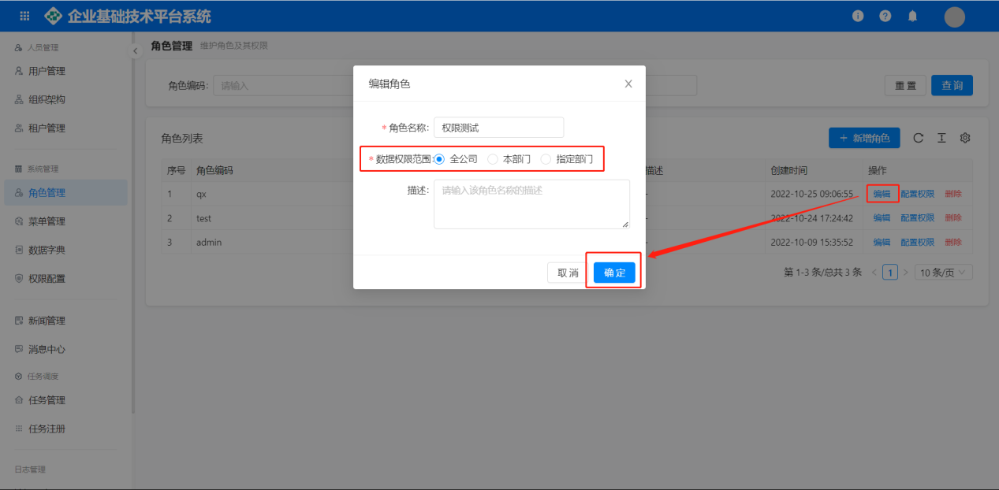 企业基础技术平台系统
人员管理
用户管理
组织架构
租户管理
系统管理
角色管理
菜单管理
数据字典
权限配置
新闻管理
消息中心
任务调度
任务管理
任务注册
日志管理
角色管理 维护角色及其权限
角色编码: 请输入
重置 查询
角色列表
+ 新增角色
序号 角色编码 描述 创建时间 操作
1 qx - 2022-10-25 09:06:55 编辑 配置权限 删除
2 test - 2022-10-24 17:24:42 编辑 配置权限 删除
3 admin - 2022-10-09 15:35:52 编辑 配置权限 删除
第 1-3 条/总共 3 条 < 1 > 10 条/页
编辑角色
* 角色名称: 权限测试
* 数据权限范围: 全公司 本部门 指定部门
描述: 请输入该角色名称的描述
取消 确定